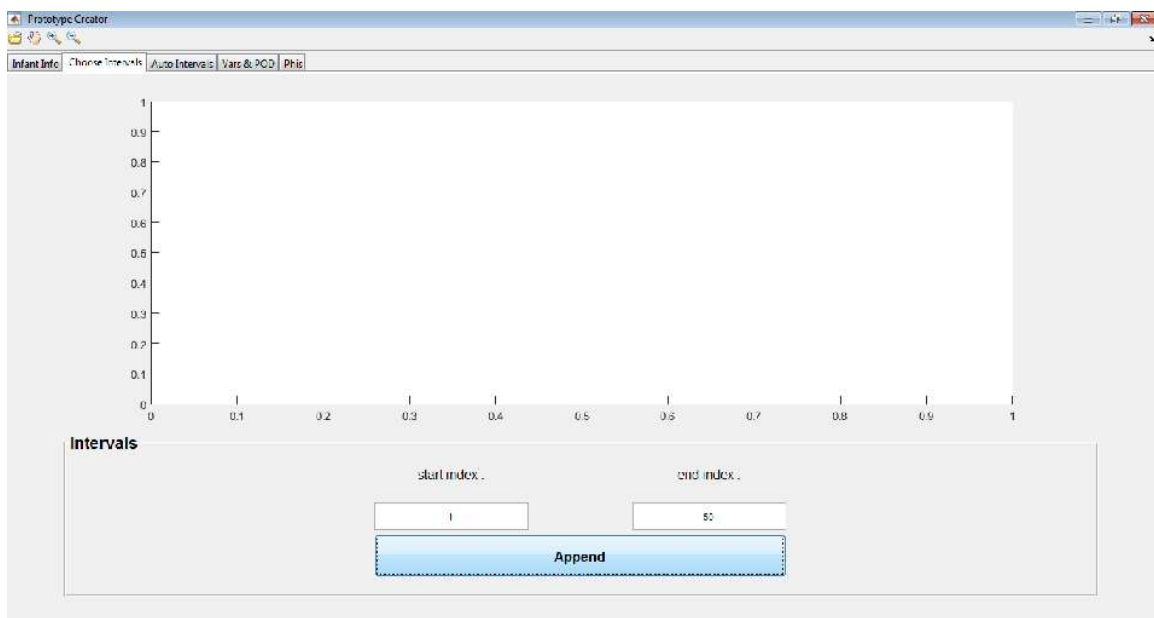 Prototype Creator
Infant Info Choose Intervals Auto Intervals Vars & POD Phis
1
0.9
0.8
0.7
0.6
0.5
0.4
0.3
0.2
0.1
0
0 0.1 0.2 0.3 0.4 0.5 0.6 0.7 0.8 0.9 1
Intervals
start index : end index :
1 50
Append